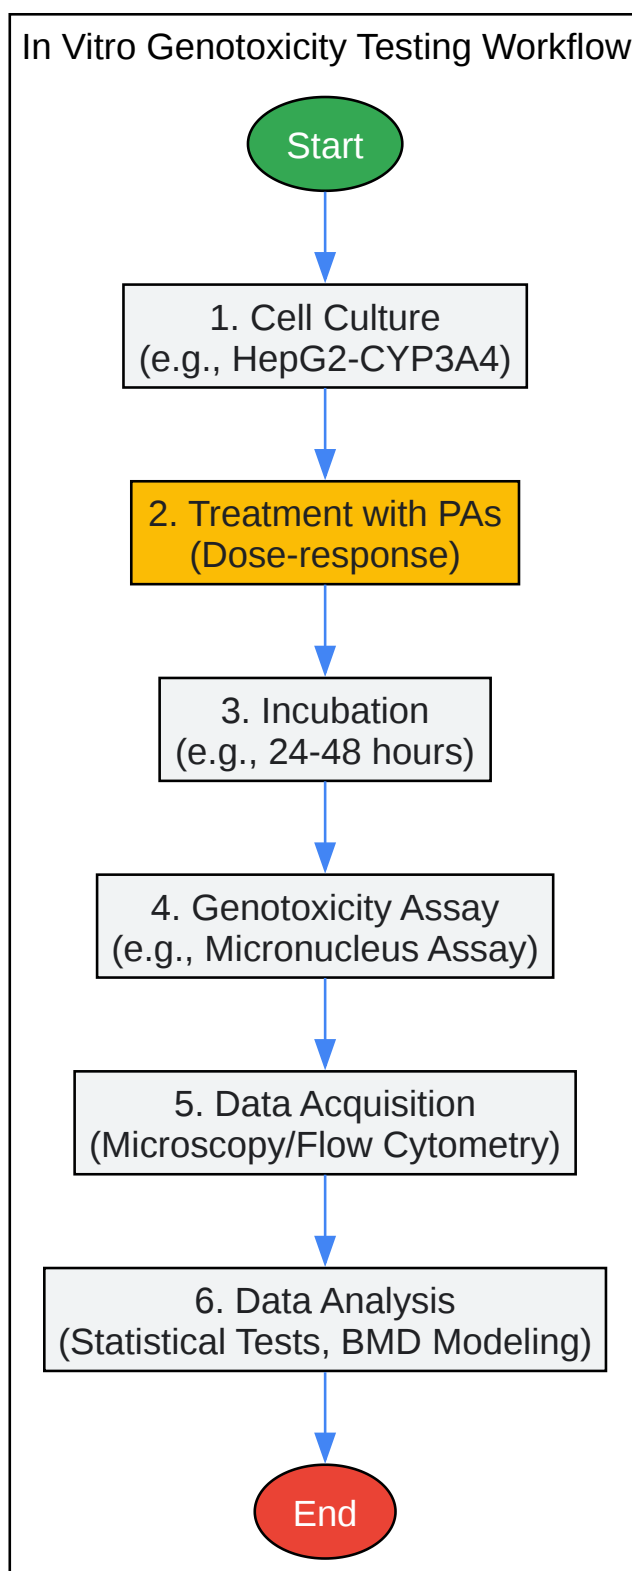 In Vitro Genotoxicity Testing Workflow
Start
1. Cell Culture
(e.g., HepG2-CYP3A4)
2. Treatment with PAs
(Dose-response)
3. Incubation
(e.g., 24-48 hours)
4. Genotoxicity Assay
(e.g., Micronucleus Assay)
5. Data Acquisition
(Microscopy/Flow Cytometry)
6. Data Analysis
(Statistical Tests, BMD Modeling)
End